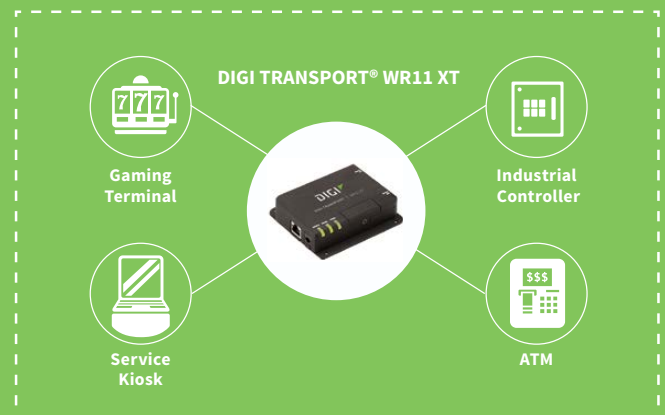 DIGI TRANSPORT® WR11 XT
777
Gaming
Terminal
Industrial
Controller
DIGI
$$$
Service
Kiosk
ATM